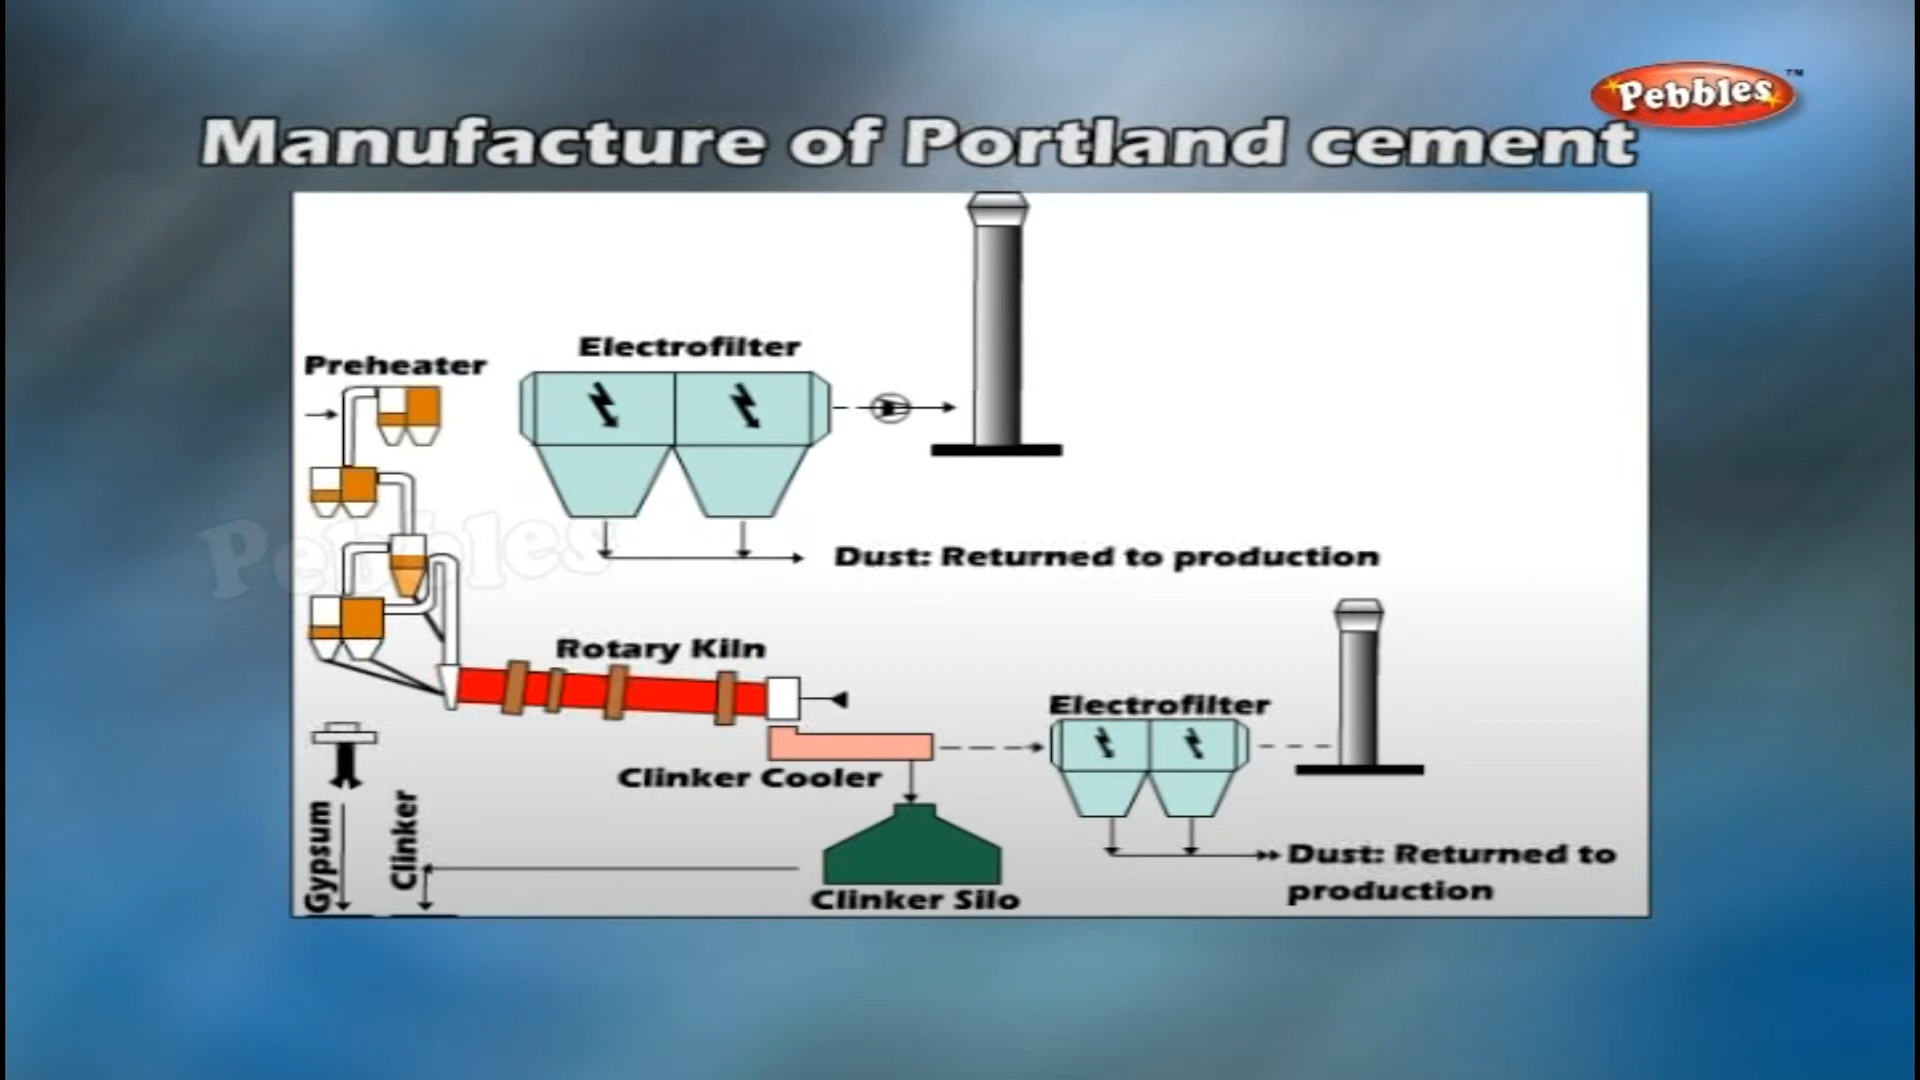 Pebbles™
Manufacture of Portland cement
Electrofilter
Preheater
Pebbles
Dust: Returned to production
Rotary Kiln
Electrofilter
Clinker Cooler
Gypsum
Clinker
Dust: Returned to
production
Clinker Silo